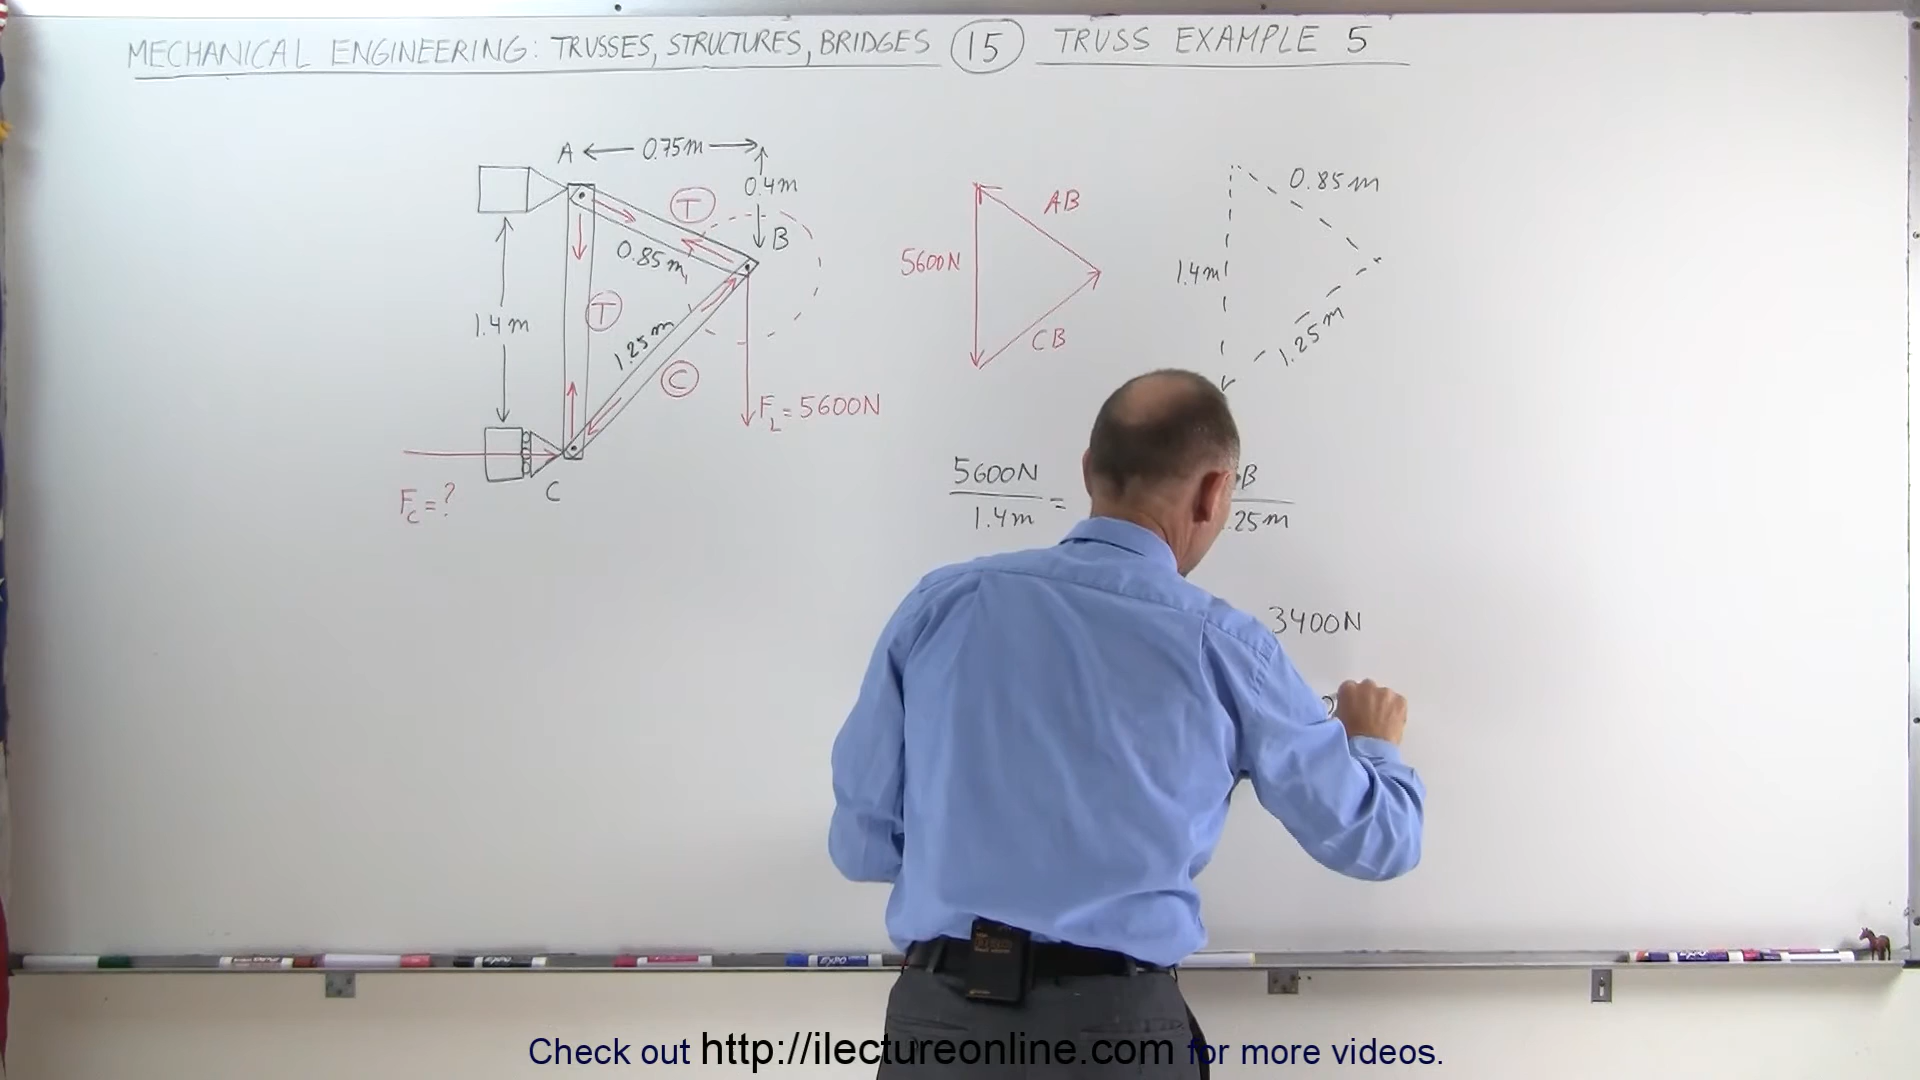 MECHANICAL ENGINEERING: TRUSSES, STRUCTURES, BRIDGES 15 TRUSS EXAMPLE 5
A 0.75m
0.4m
B
T
0.85m
1.4m
T
1.25m
C
F_L = 5600N
C
F_C = ?
AB
5600N
CB
0.85m
1.4m
1.25m
5600N
1.4m
=
B
.25m
3400N
EXPO
EXPO
Check out http://ilectureonline.com for more videos.